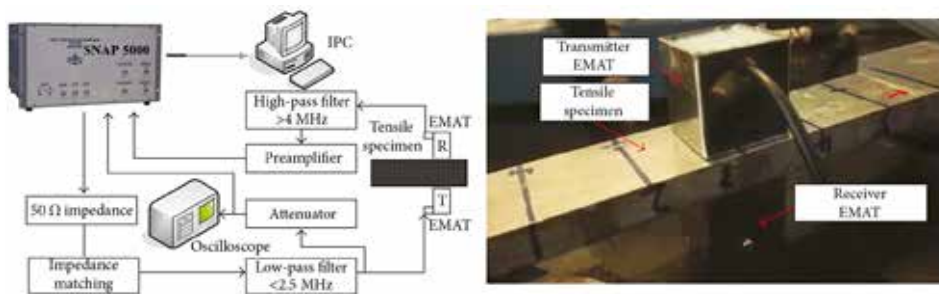 SNAP 5000
IPC
High-pass filter
>4 MHz
EMAT
Tensile
specimen
R
Preamplifier
T
EMAT
50 Ω impedance
Attenuator
Oscilloscope
Impedance
matching
Low-pass filter
<2.5 MHz
Transmitter
EMAT
Tensile
specimen
Receiver
EMAT